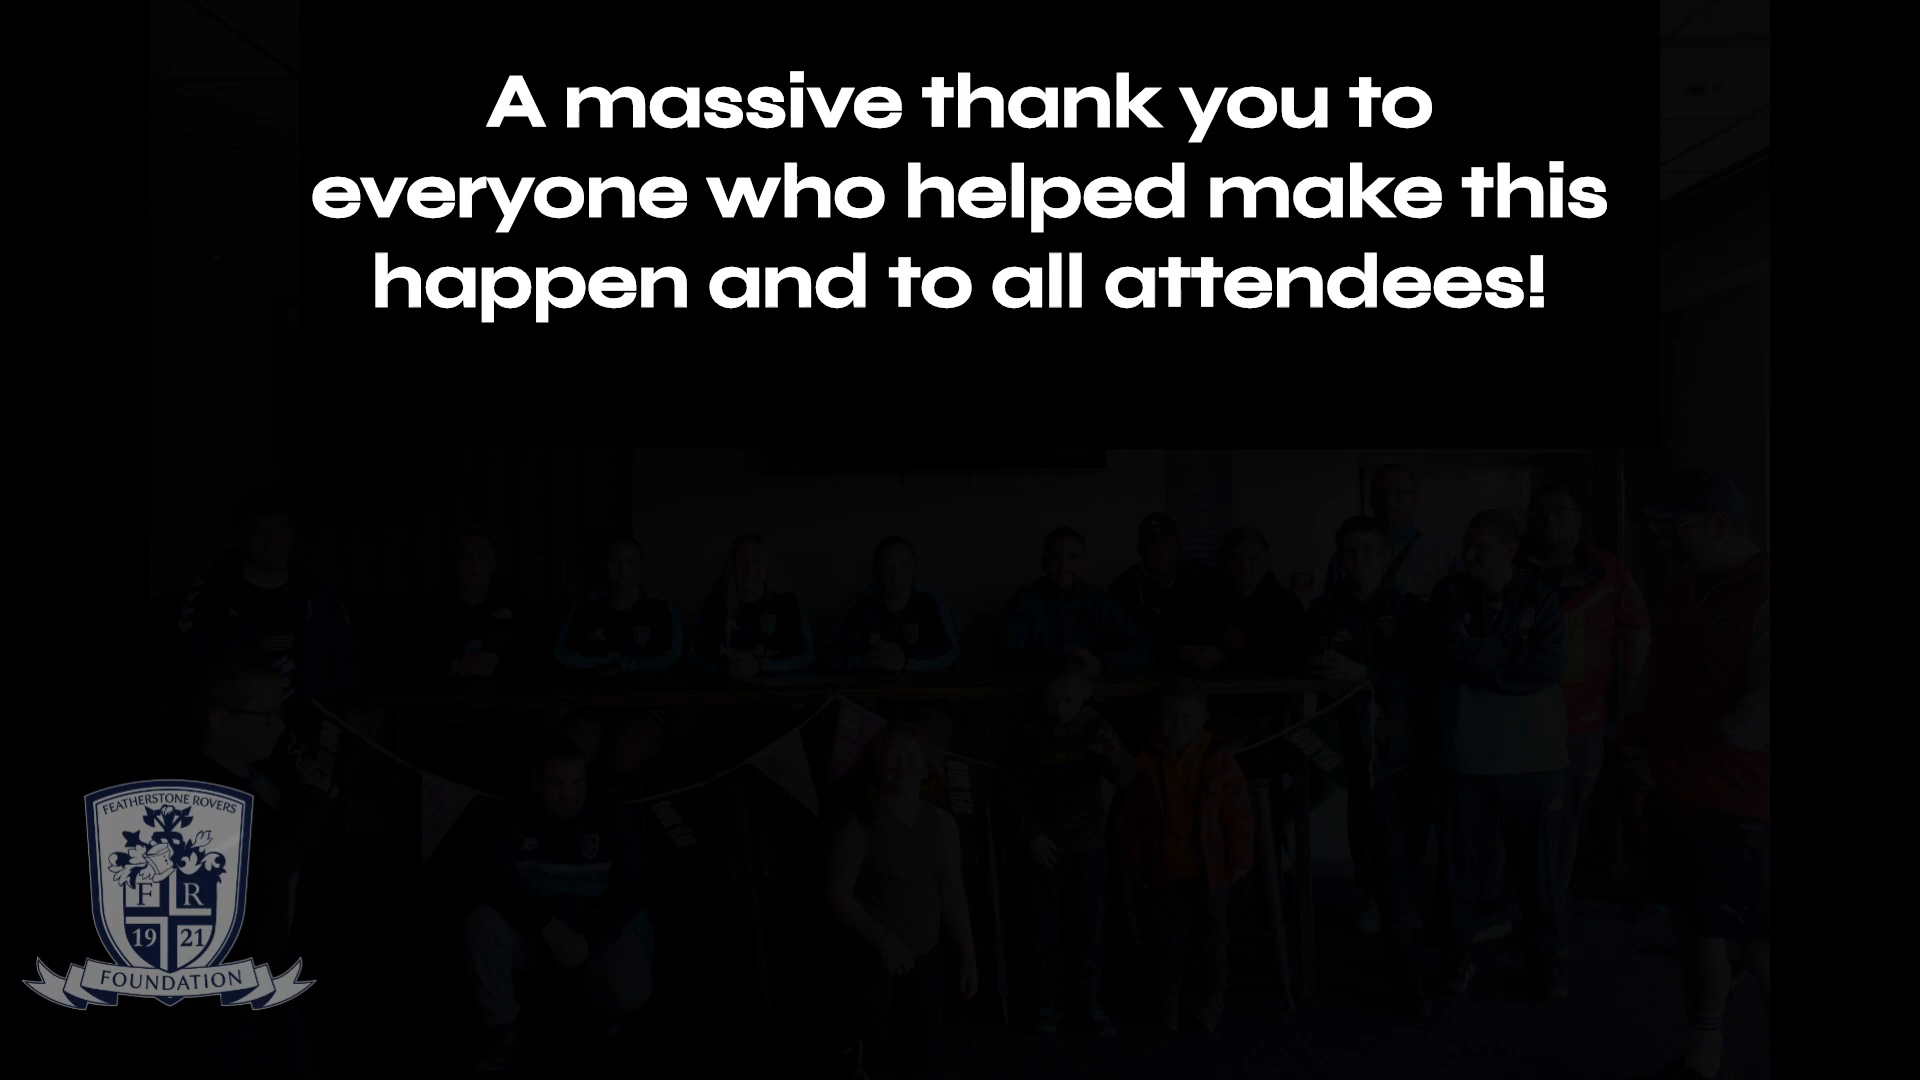 A massive thank you to
everyone who helped make this
happen and to all attendees!
FEATHERSTONE ROVERS
F R
19 21
FOUNDATION